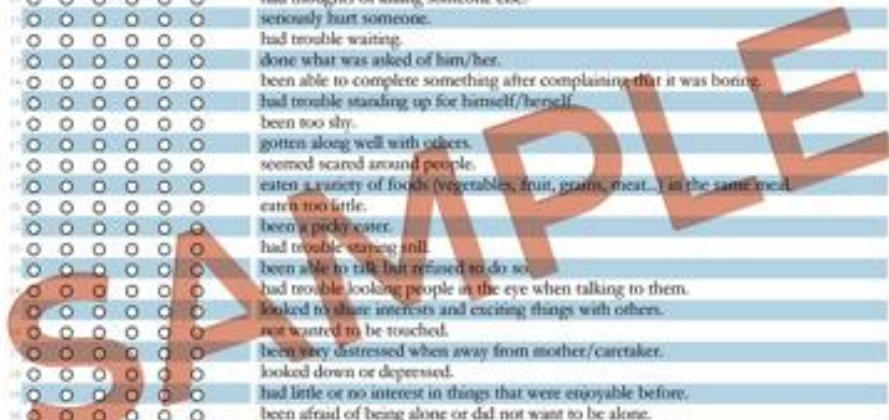 had thoughts of killing someone else.
seriously hurt someone.
had trouble waiting.
done what was asked of him/her.
been able to complete something after complaining that it was boring.
had trouble standing up for himself/herself.
been too shy.
gotten along well with others.
seemed scared around people.
eaten a variety of foods (vegetables, fruit, grains, meat...) in the same meal.
eaten too little.
been a picky eater.
had trouble staying still.
been able to talk but refused to do so.
had trouble looking people in the eye when talking to them.
looked to share interests and exciting things with others.
not wanted to be touched.
been very distressed when away from mother/caretaker.
looked down or depressed.
had little or no interest in things that were enjoyable before.
been afraid of being alone or did not want to be alone.
SAMPLE